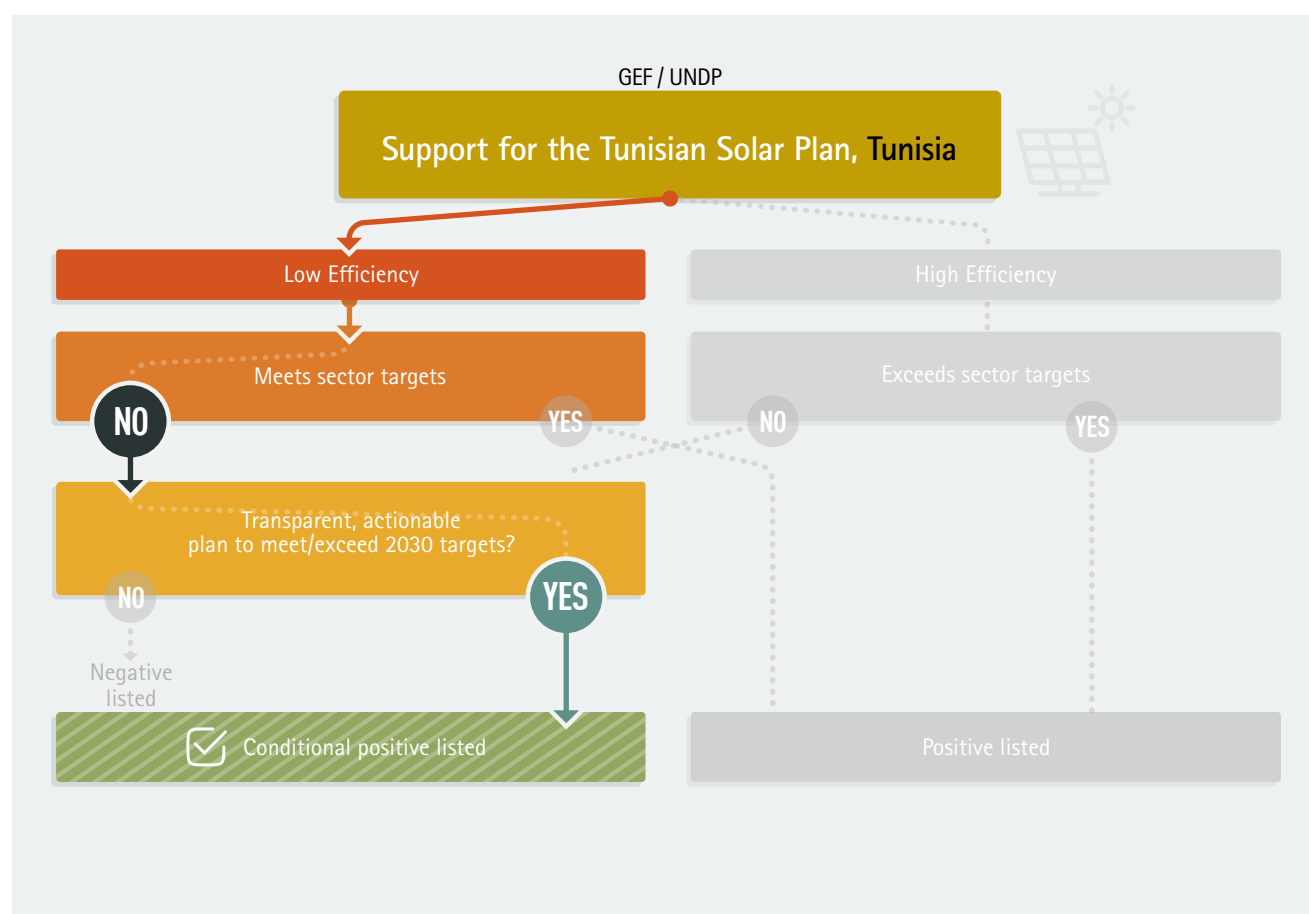 GEF / UNDP
Support for the Tunisian Solar Plan, Tunisia
Low Efficiency
High Efficiency
Meets sector targets
Exceeds sector targets
NO
YES
NO
YES
Transparent, actionable
plan to meet/exceed 2030 targets?
NO
YES
Negative
listed
Conditional positive listed
Positive listed